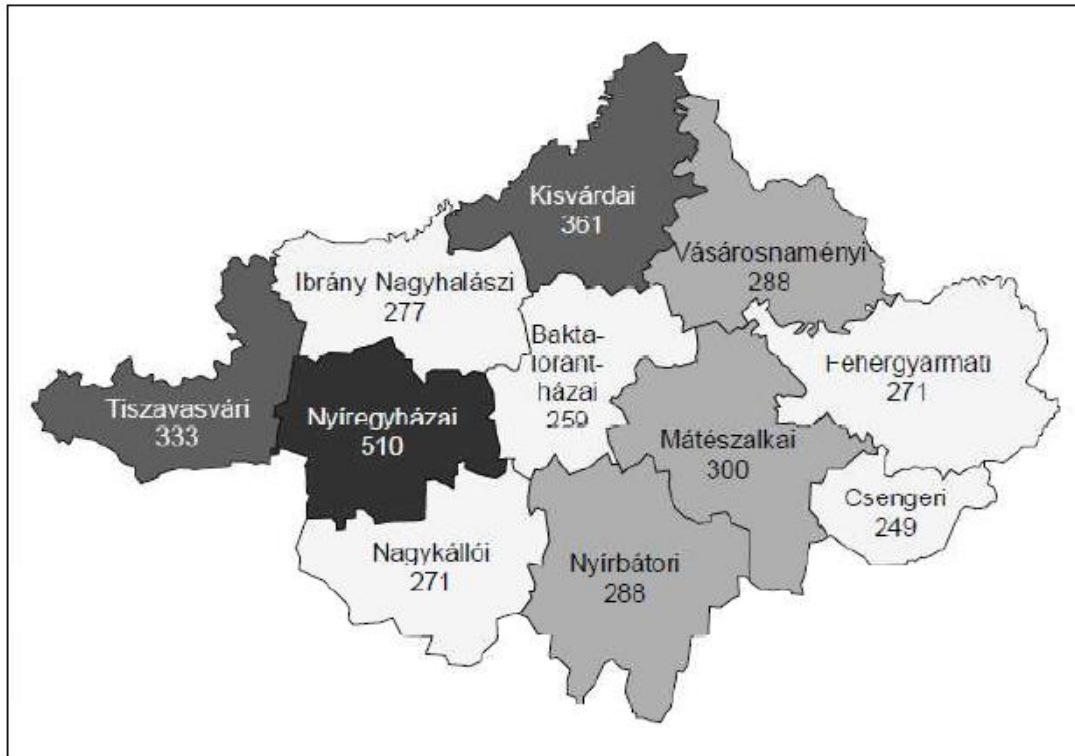 Kisvárdai
361
Vásárosnaményi
288
Ibrány Nagyhalászi
277
Bakta-
loránt-
házai
259
Fehérgyarmati
271
Tiszavasvári
333
Nyíregyházai
510
Mátészalkai
300
Csengeri
249
Nagykállói
271
Nyírbátori
288